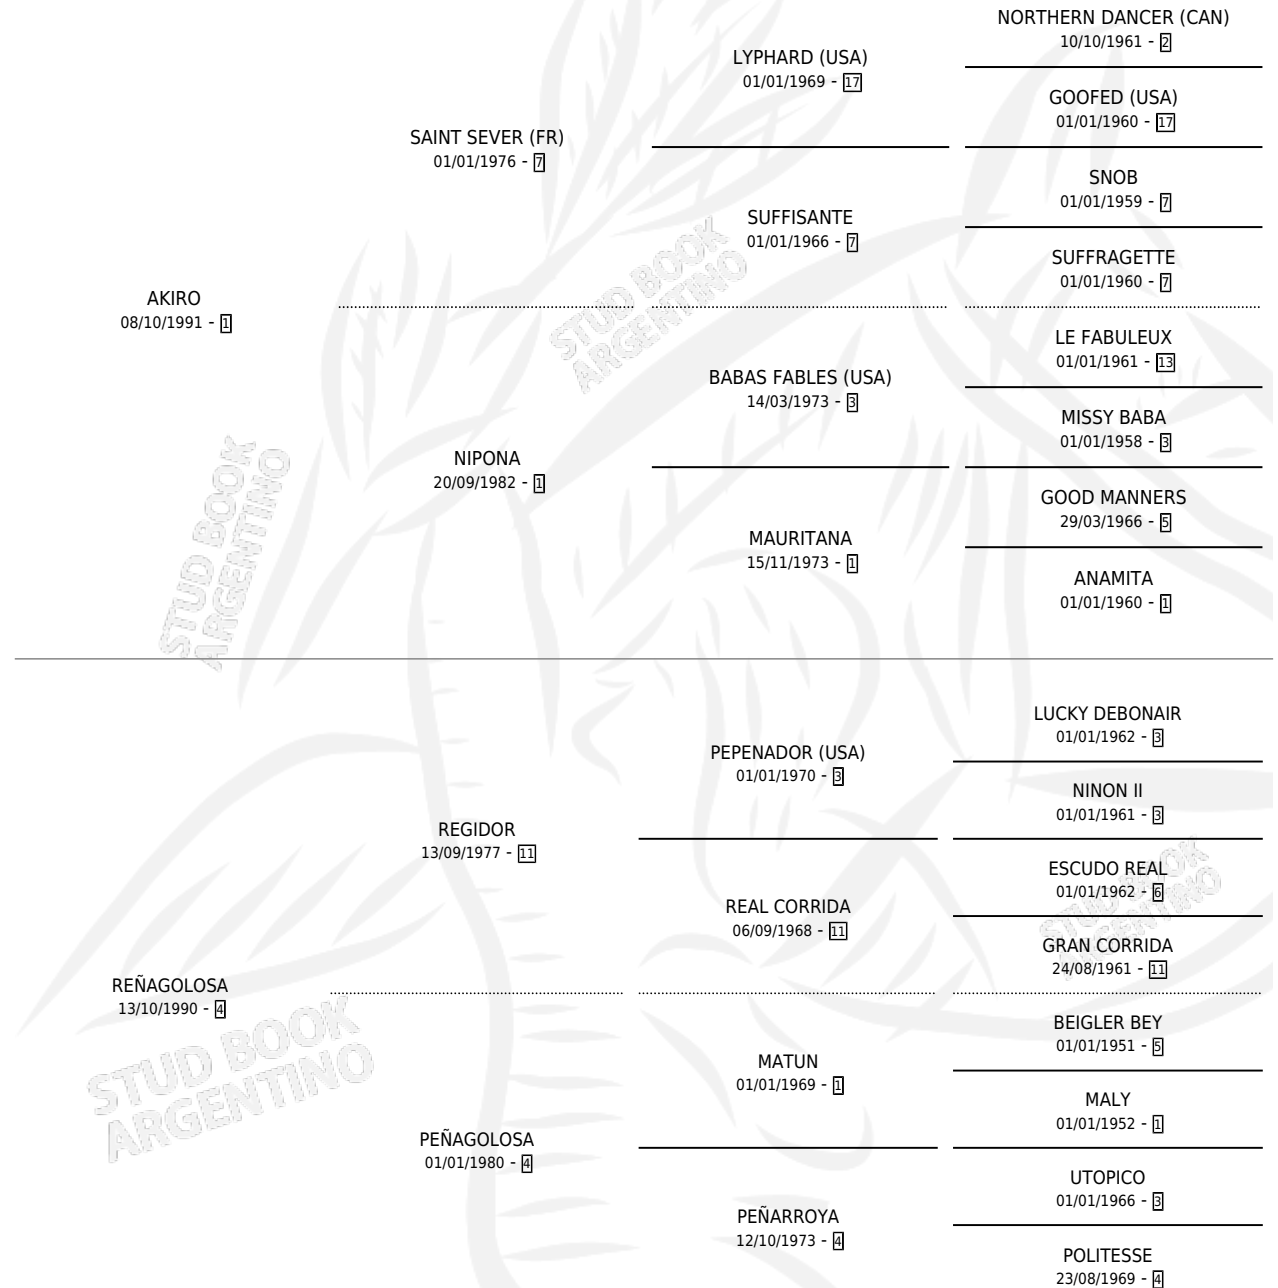 NORTHERN DANCER (CAN)
10/10/1961 - 2
LYPHARD (USA)
01/01/1969 - 17
GOOFED (USA)
01/01/1960 - 17
SAINT SEVER (FR)
01/01/1976 - 7
SNOB
01/01/1959 - 7
SUFFISANTE
01/01/1966 - 7
SUFFRAGETTE
01/01/1960 - 7
AKIRO
08/10/1991 - 1
LE FABULEUX
01/01/1961 - 13
BABAS FABLES (USA)
14/03/1973 - 3
MISSY BABA
01/01/1958 - 3
NIPONA
20/09/1982 - 1
GOOD MANNERS
29/03/1966 - 5
MAURITANA
15/11/1973 - 1
ANAMITA
01/01/1960 - 1
LUCKY DEBONAIR
01/01/1962 - 3
PEPENADOR (USA)
01/01/1970 - 3
NINON II
01/01/1961 - 3
REGIDOR
13/09/1977 - 11
ESCUDO REAL
01/01/1962 - 6
REAL CORRIDA
06/09/1968 - 11
GRAN CORRIDA
24/08/1961 - 11
REÑAGOLOSA
13/10/1990 - 4
BEIGLER BEY
01/01/1951 - 5
MATUN
01/01/1969 - 1
MALY
01/01/1952 - 1
PEÑAGOLOSA
01/01/1980 - 4
UTOPICO
01/01/1966 - 3
PEÑARROYA
12/10/1973 - 4
POLITESSE
23/08/1969 - 4
STUD BOOK
ARGENTINO
STUD BOOK
ARGENTINO
STUD BOOK
ARGENTINO
STUD BOOK
ARGENTINO